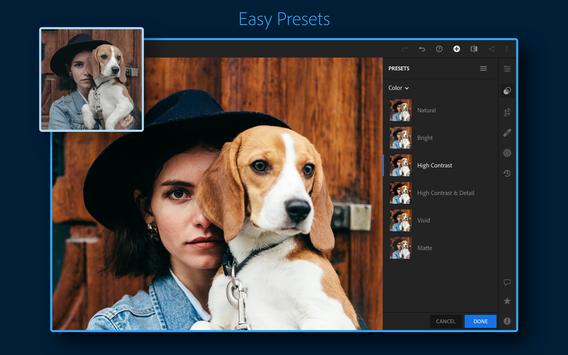 Easy Presets
PRESETS
Color
Natural
Bright
High Contrast
High Contrast & Detail
Vivid
Matte
CANCEL
DONE